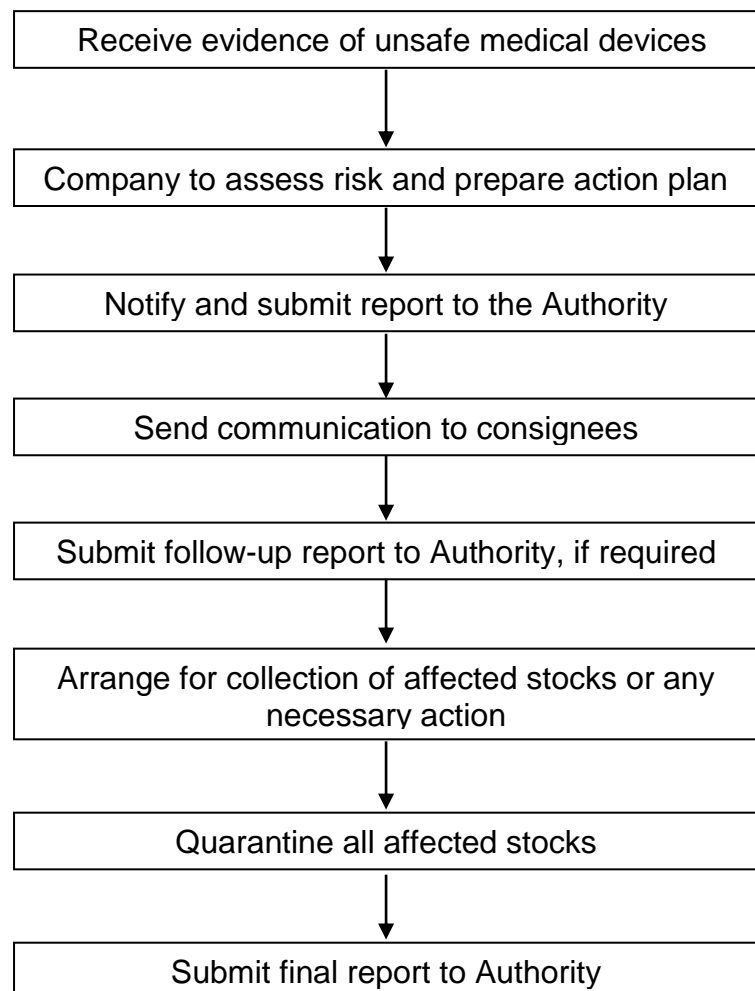 Receive evidence of unsafe medical devices
Company to assess risk and prepare action plan
Notify and submit report to the Authority
Send communication to consignees
Submit follow-up report to Authority, if required
Arrange for collection of affected stocks or any
necessary action
Quarantine all affected stocks
Submit final report to Authority